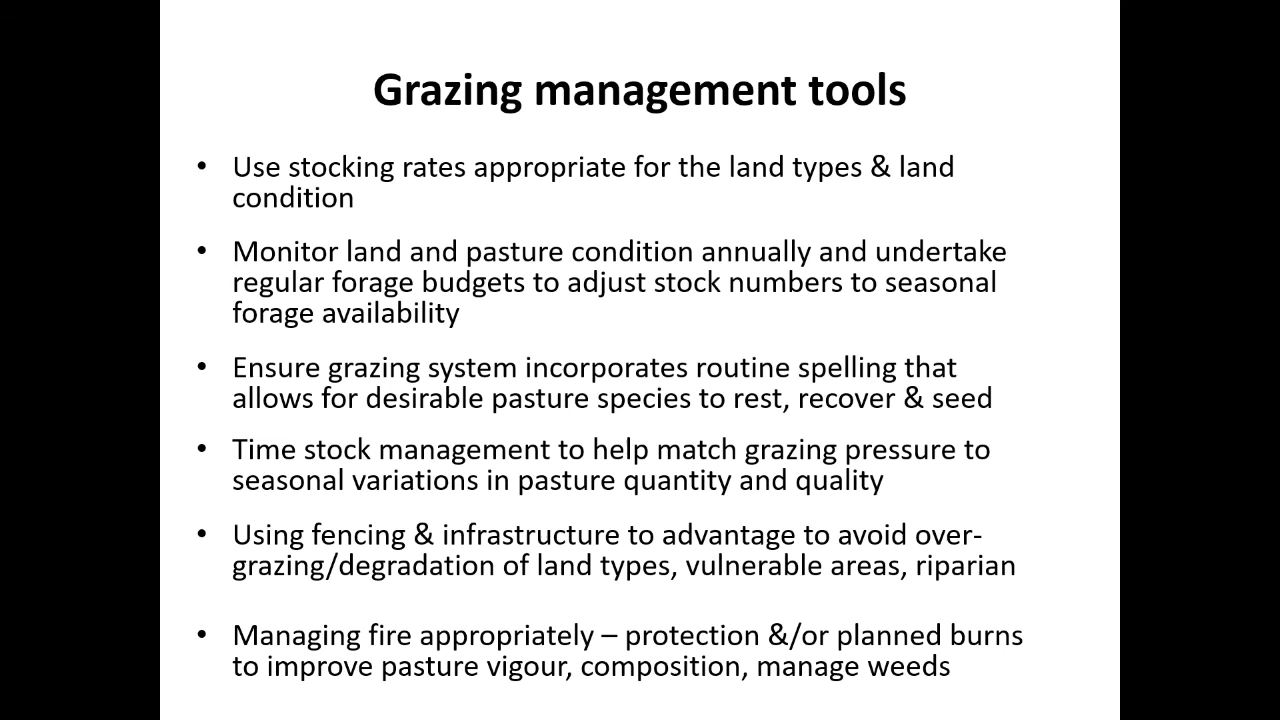 Grazing management tools
• Use stocking rates appropriate for the land types & land
condition
• Monitor land and pasture condition annually and undertake
regular forage budgets to adjust stock numbers to seasonal
forage availability
• Ensure grazing system incorporates routine spelling that
allows for desirable pasture species to rest, recover & seed
• Time stock management to help match grazing pressure to
seasonal variations in pasture quantity and quality
• Using fencing & infrastructure to advantage to avoid over-
grazing/degradation of land types, vulnerable areas, riparian
• Managing fire appropriately – protection &/or planned burns
to improve pasture vigour, composition, manage weeds